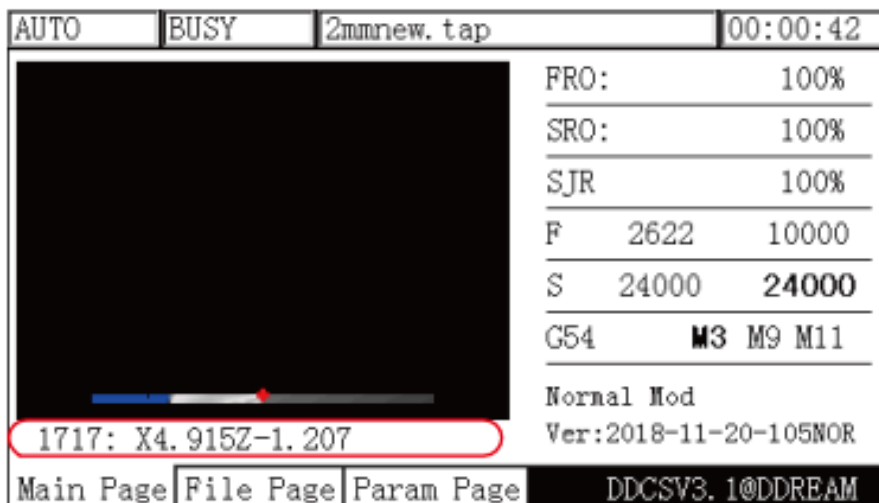 AUTO BUSY 2mmnew.tap 00:00:42
FRO: 100%
SRO: 100%
SJR 100%
F 2622 10000
S 24000 24000
G54 M3 M9 M11
Normal Mod
Ver:2018-11-20-105NOR
1717: X4.915Z-1.207
Main Page File Page Param Page DDCSV3.1@DDREAM